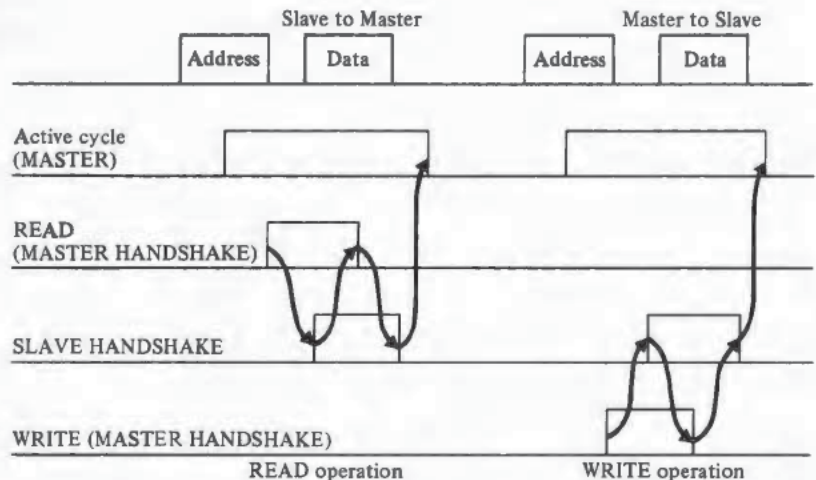 Slave to Master
Master to Slave
Address
Data
Address
Data
Active cycle
(MASTER)
READ
(MASTER HANDSHAKE)
SLAVE HANDSHAKE
WRITE (MASTER HANDSHAKE)
READ operation
WRITE operation